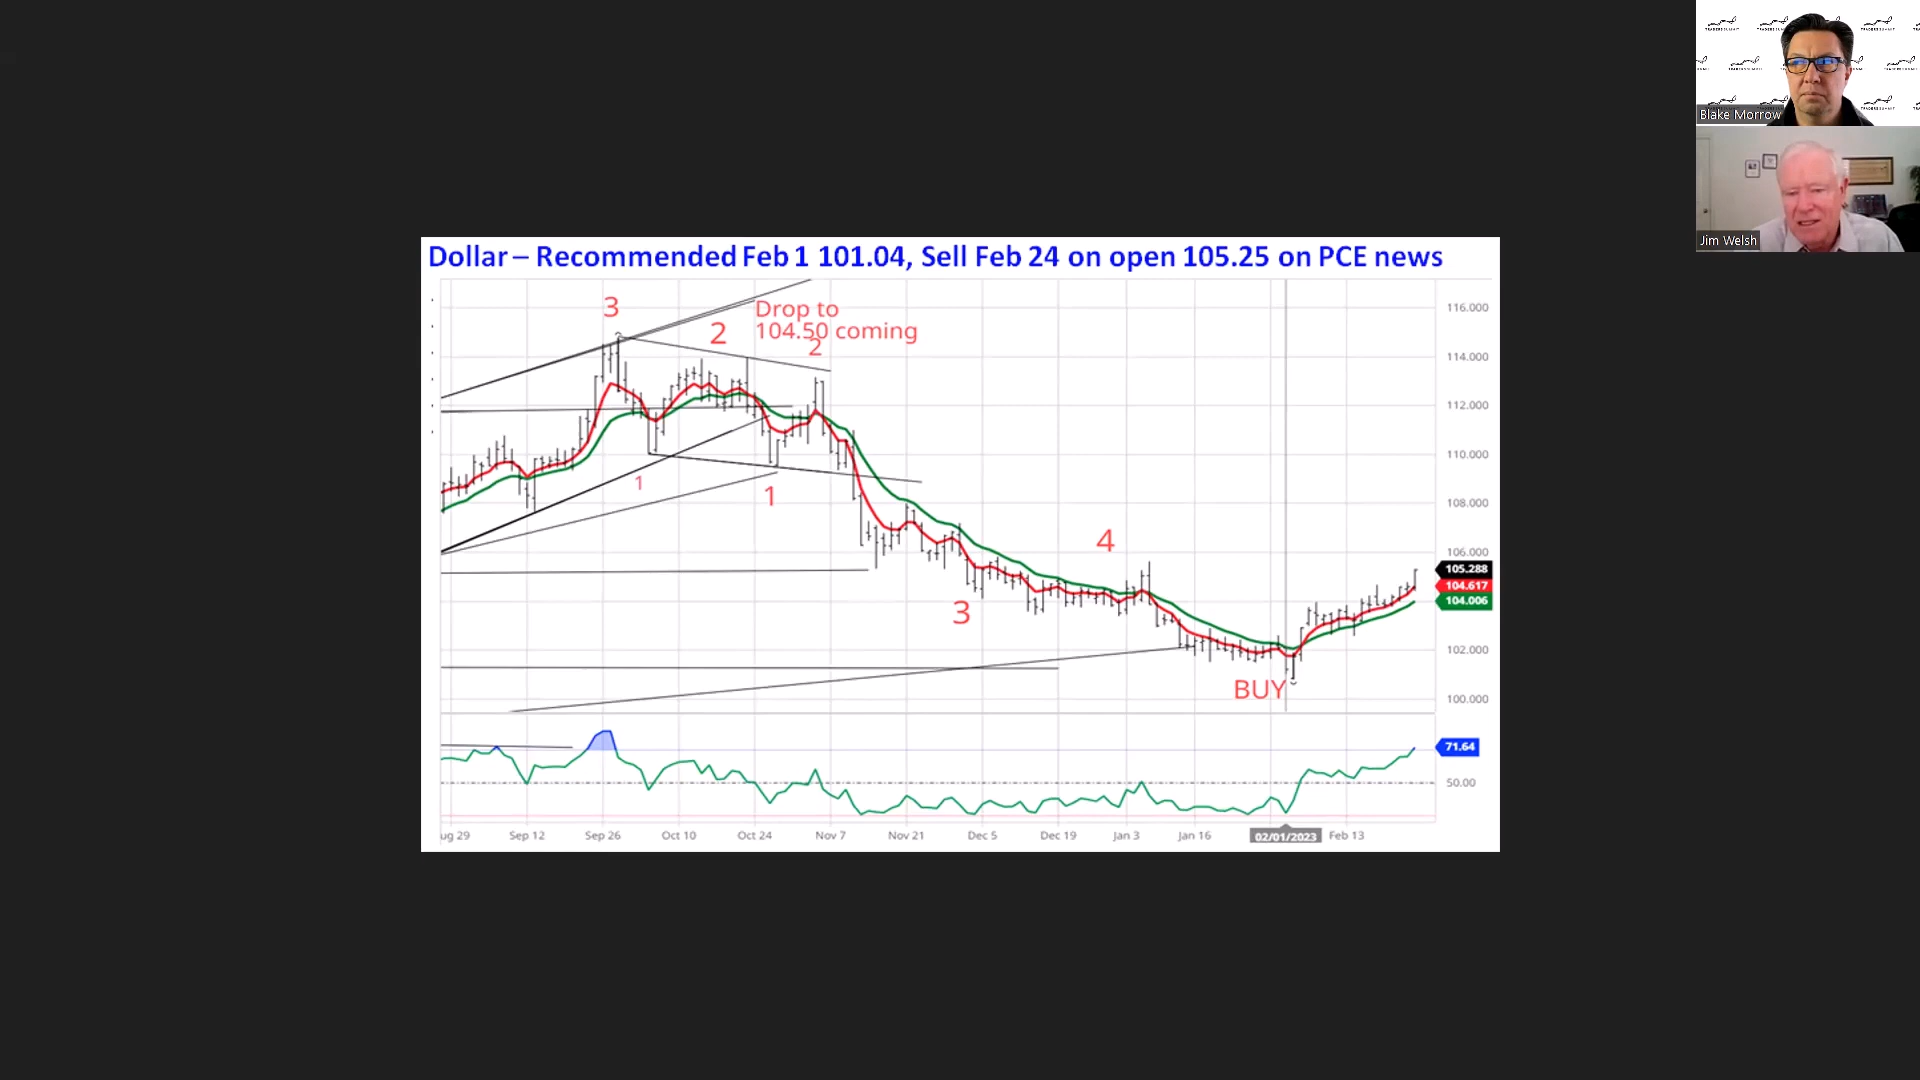 Dollar – Recommended Feb 1 101.04, Sell Feb 24 on open 105.25 on PCE news
3
2
Drop to
104.50 coming
2
1
1
3
4
BUY
116.000
114.000
112.000
110.000
108.000
106.000
105.288
104.617
104.006
102.000
100.000
71.64
50.00
ug 29
Sep 12
Sep 26
Oct 10
Oct 24
Nov 7
Nov 21
Dec 5
Dec 19
Jan 3
Jan 16
02/01/2023
Feb 13
TRADERSSUMMIT
Blake Morrow
Jim Welsh